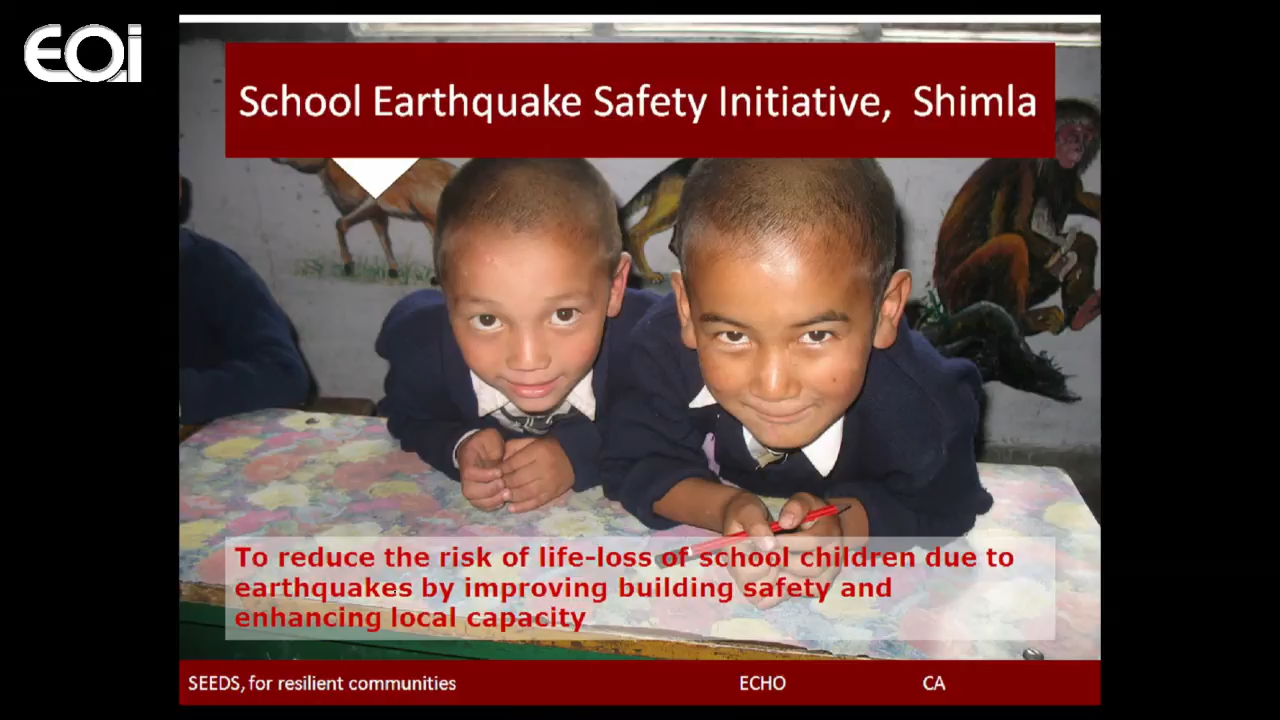 EQi
School Earthquake Safety Initiative, Shimla
To reduce the risk of life-loss of school children due to
earthquakes by improving building safety and
enhancing local capacity
SEEDS, for resilient communities ECHO CA